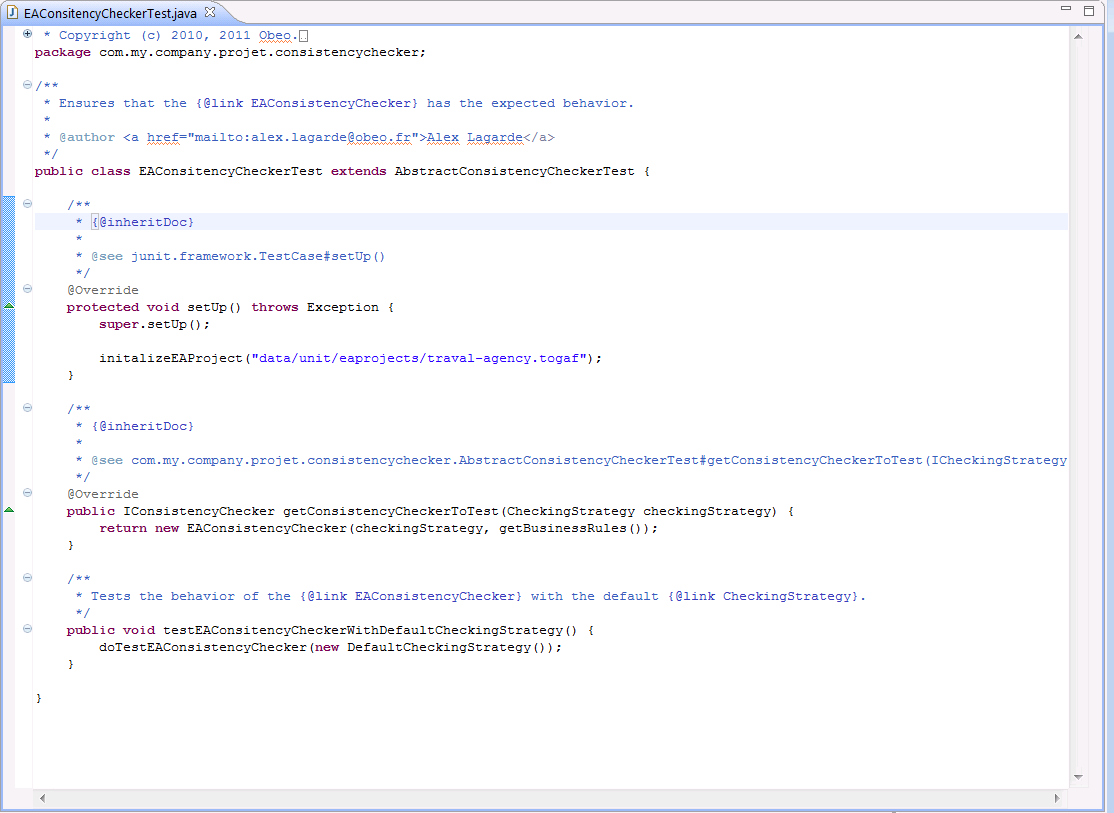 EAConsitencyCheckerTest.java
* Copyright (c) 2010, 2011 Obeo.
package com.my.company.projet.consistencychecker;
/**
* Ensures that the {@link EAConsistencyChecker} has the expected behavior.
*
* @author <a href="mailto:alex.lagarde@obeo.fr">Alex Lagarde</a>
*/
public class EAConsitencyCheckerTest extends AbstractConsistencyCheckerTest {
/**
* {@inheritDoc}
*
* @see junit.framework.TestCase#setUp()
*/
@Override
protected void setUp() throws Exception {
super.setUp();
initalizeEAProject("data/unit/eaprojects/traval-agency.togaf");
}
/**
* {@inheritDoc}
*
* @see com.my.company.projet.consistencychecker.AbstractConsistencyCheckerTest#getConsistencyCheckerToTest(ICheckingStrategy
*/
@Override
public IConsistencyChecker getConsistencyCheckerToTest(CheckingStrategy checkingStrategy) {
return new EAConsistencyChecker(checkingStrategy, getBusinessRules());
}
/**
* Tests the behavior of the {@link EAConsistencyChecker} with the default {@link CheckingStrategy}.
*/
public void testEAConsitencyCheckerWithDefaultCheckingStrategy() {
doTestEAConsistencyChecker(new DefaultCheckingStrategy());
}
}